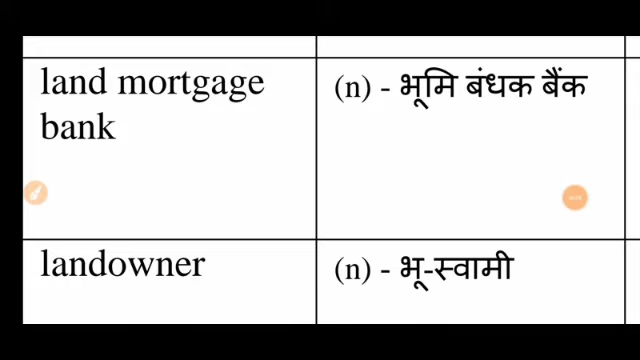 land mortgage (n) - भूमि बंधक बैंक
bank
landowner (n) - भू-स्वामी